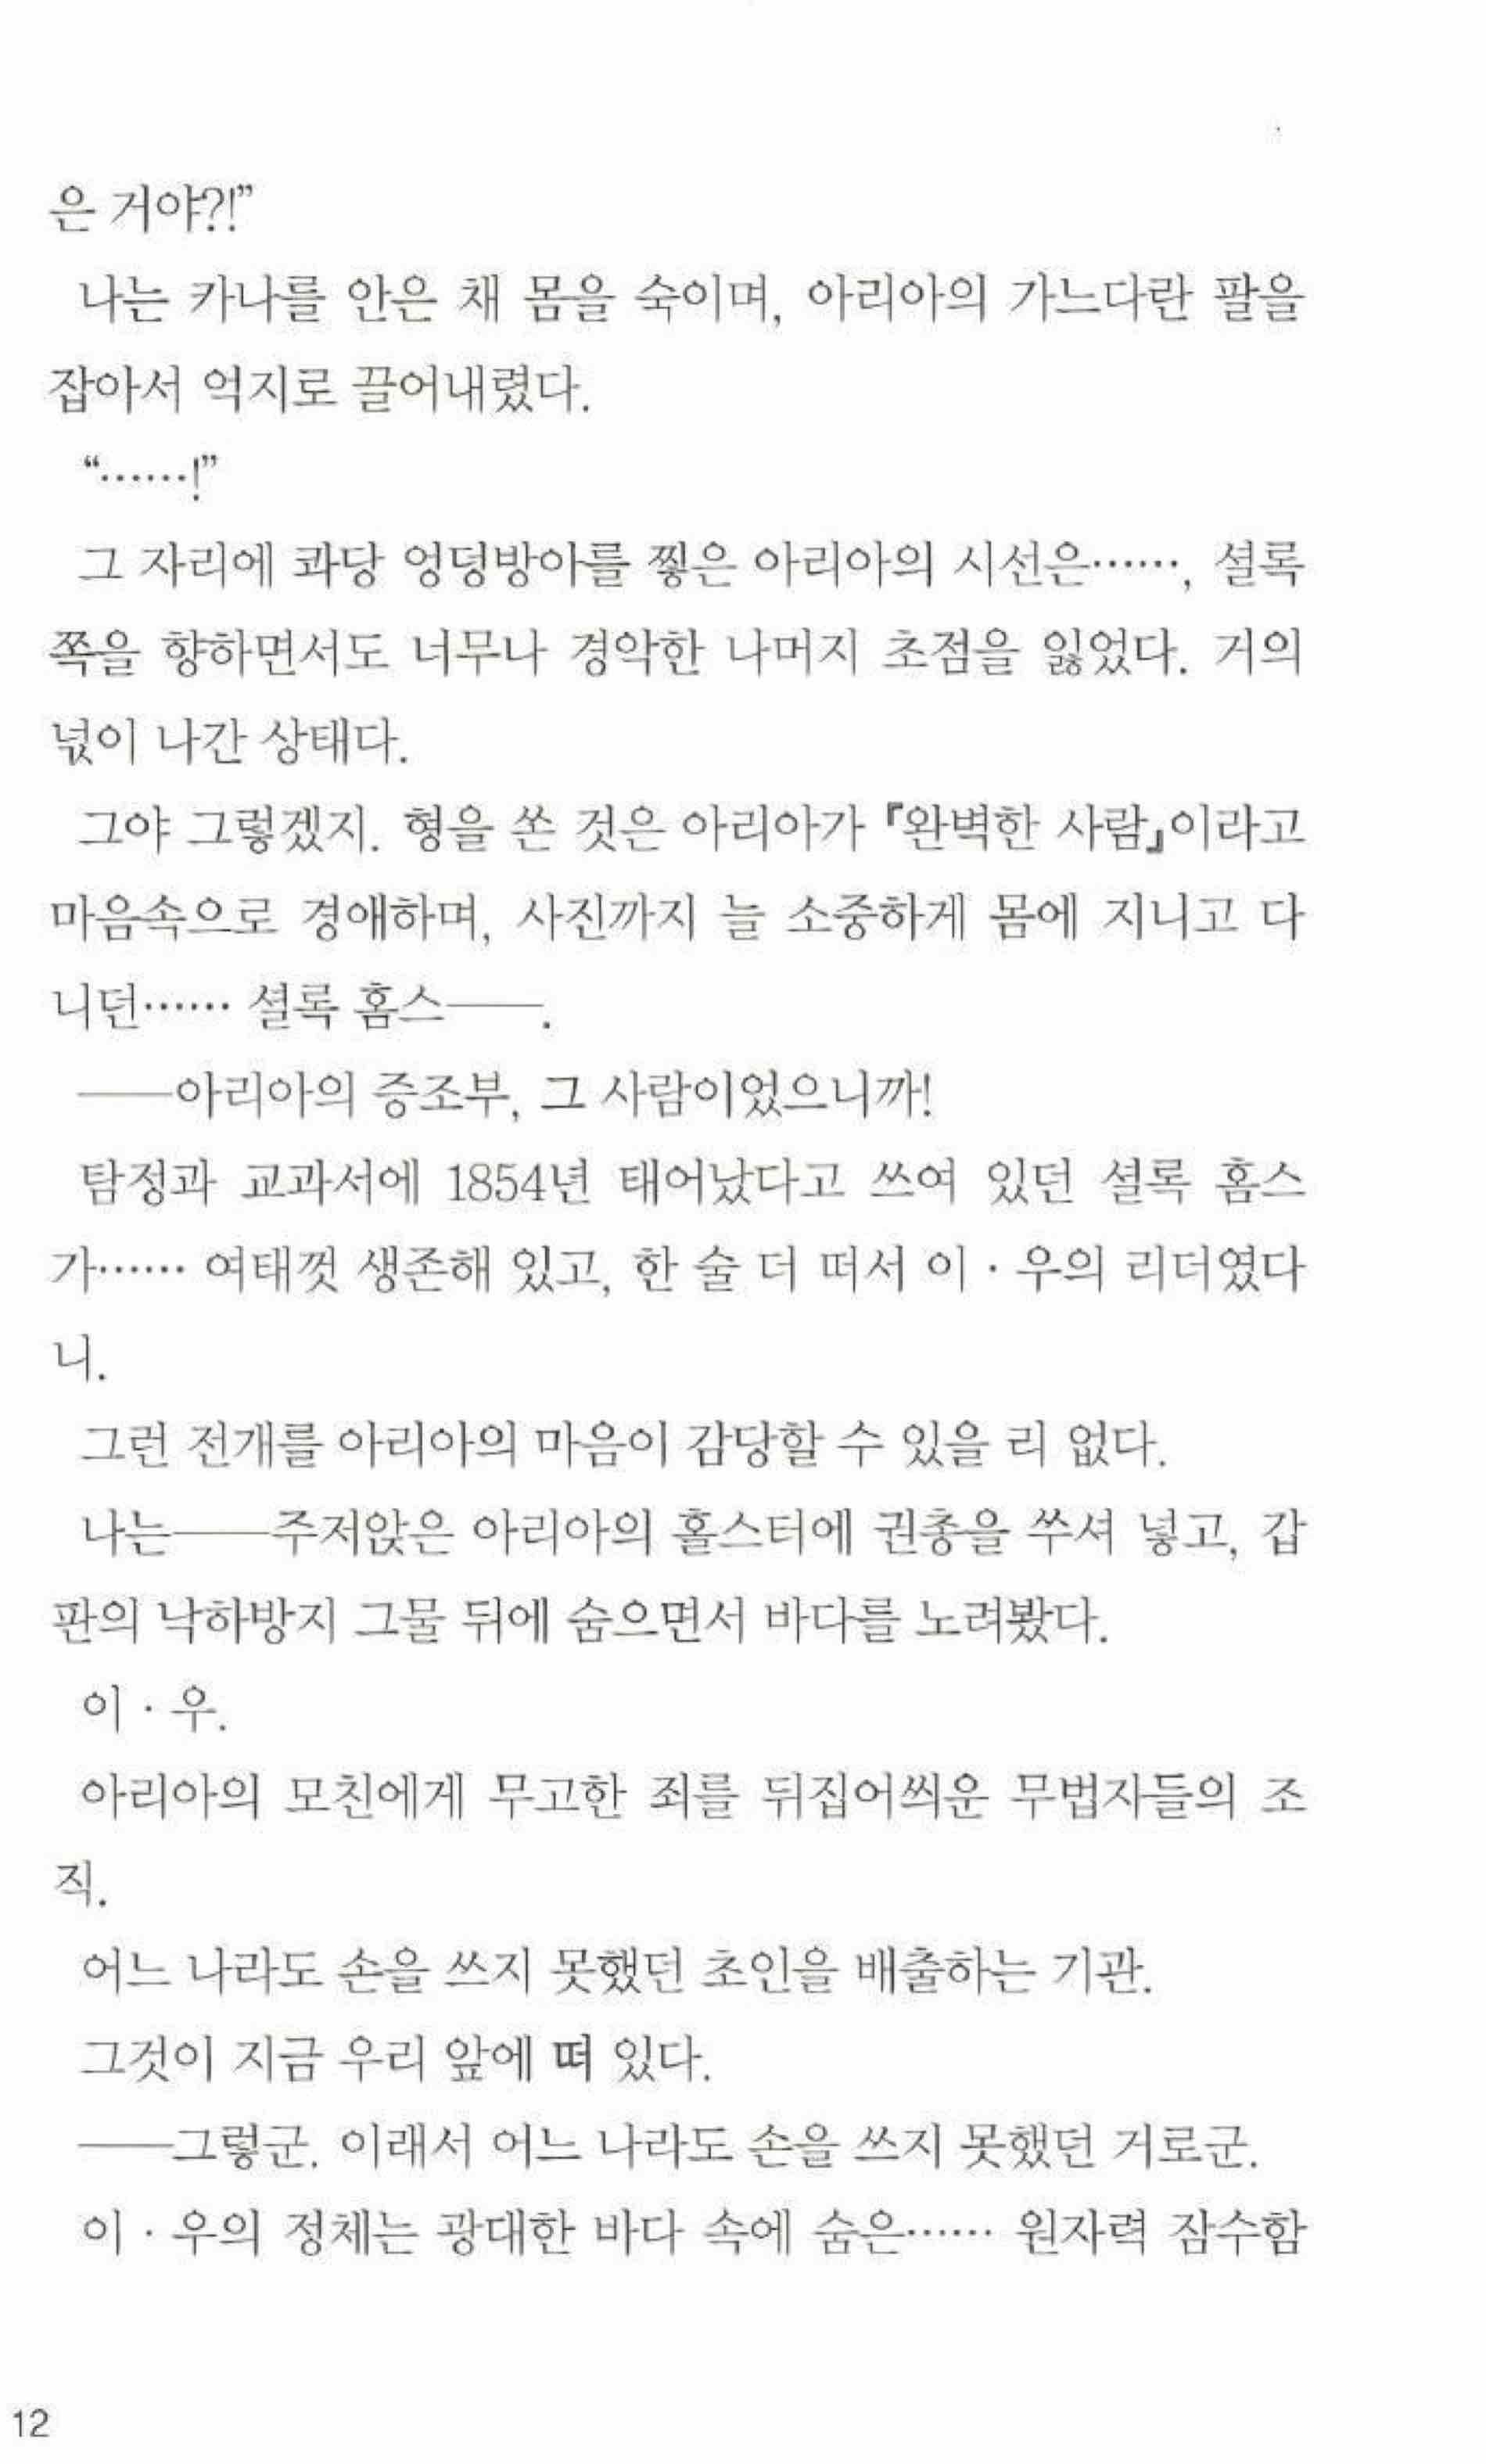 은 거야?!”
나는 카나를 안은 채 몸을 숙이며, 아리아의 가느다란 팔을
잡아서 억지로 끌어내렸다.
“……!”
그 자리에 콰당 엉덩방아를 찧은 아리아의 시선은……, 셜록
쪽을 향하면서도 너무나 경악한 나머지 초점을 잃었다. 거의
넋이 나간 상태다.
그야 그렇겠지. 형을 쏜 것은 아리아가 『완벽한 사람』이라고
마음속으로 경애하며, 사진까지 늘 소중하게 몸에 지니고 다
니던…… 셜록 홈스──.
──아리아의 증조부, 그 사람이었으니까!
탐정과 교과서에 1854년 태어났다고 쓰여 있던 셜록 홈스
가…… 여태껏 생존해 있고, 한 술 더 떠서 이·우의 리더였다
니.
그런 전개를 아리아의 마음이 감당할 수 있을 리 없다.
나는──주저앉은 아리아의 홀스터에 권총을 쑤셔 넣고, 갑
판의 낙하방지 그물 뒤에 숨으면서 바다를 노려봤다.
이·우.
아리아의 모친에게 무고한 죄를 뒤집어씌운 무법자들의 조
직.
어느 나라도 손을 쓰지 못했던 초인을 배출하는 기관.
그것이 지금 우리 앞에 떠 있다.
──그렇군. 이래서 어느 나라도 손을 쓰지 못했던 거로군.
이·우의 정체는 광대한 바다 속에 숨은…… 원자력 잠수함
12